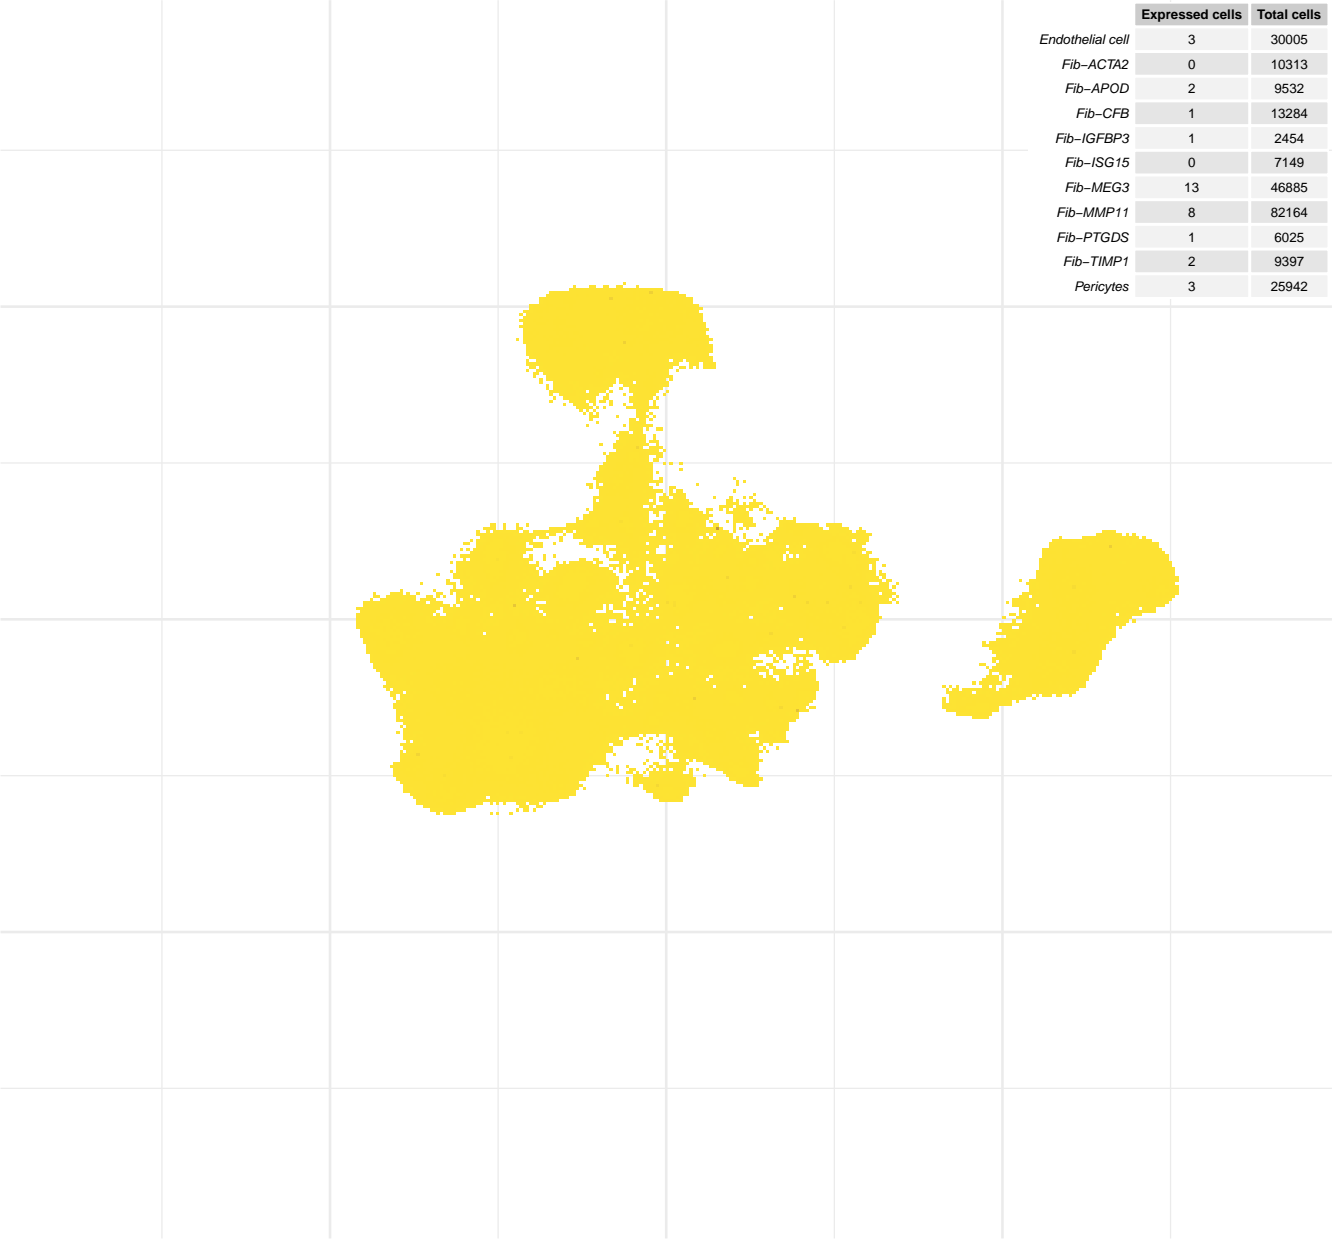 Expressed cells Total cells
Endothelial cell 3 30005
Fib−ACTA2 0 10313
Fib−APOD 2 9532
Fib−CFB 1 13284
Fib−IGFBP3 1 2454
Fib−ISG15 0 7149
Fib−MEG3 13 46885
Fib−MMP11 8 82164
Fib−PTGDS 1 6025
Fib−TIMP1 2 9397
Pericytes 3 25942